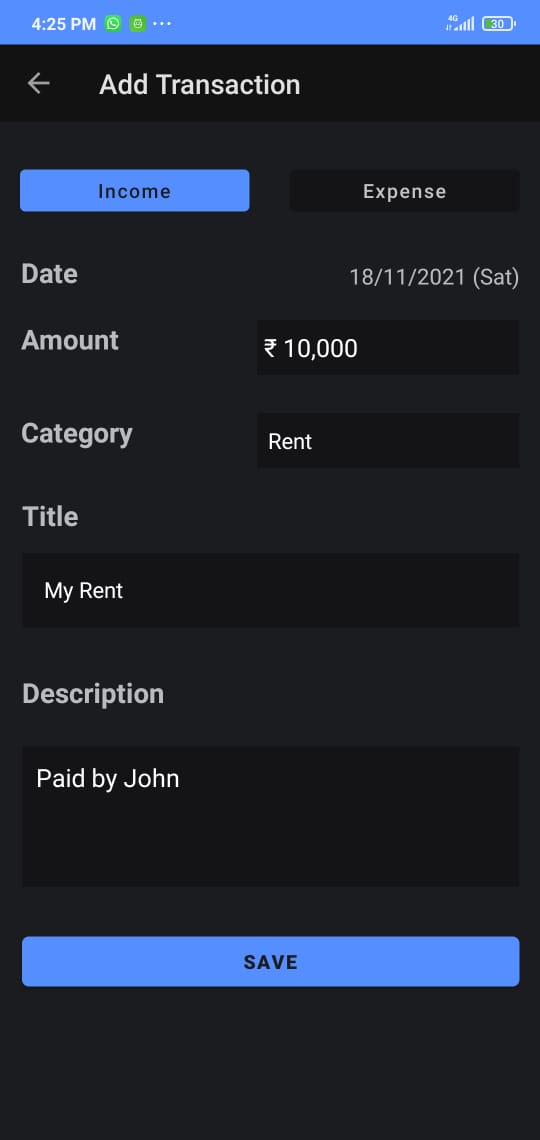 4:25 PM ...
4G 30
Add Transaction
Income Expense
Date 18/11/2021 (Sat)
Amount ₹ 10,000
Category Rent
Title
My Rent
Description
Paid by John
SAVE